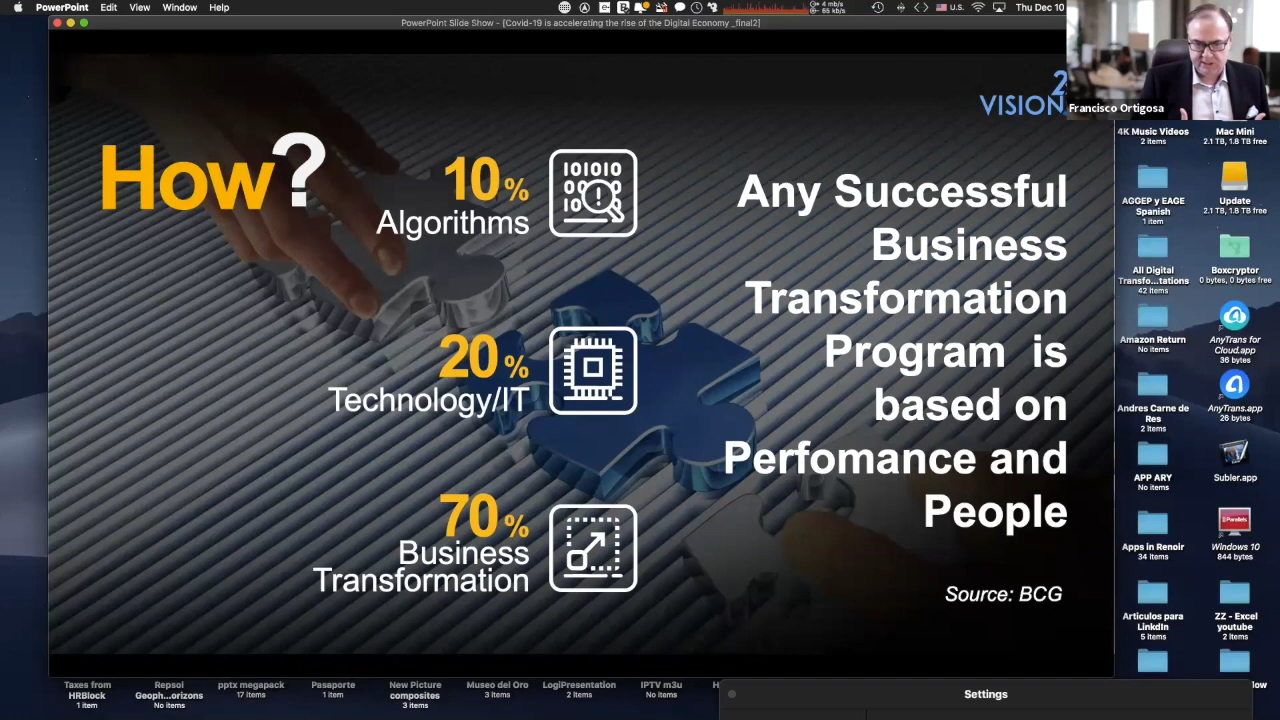 PowerPoint Edit View Window Help
4 mb/s
65 kb/s
U.S.
Thu Dec 10
PowerPoint Slide Show - [Covid-19 is accelerating the rise of the Digital Economy _final2]
Francisco Ortigosa
2
VISION
How?
10%
Algorithms
20%
Technology/IT
70%
Business
Transformation
Any Successful
Business
Transformation
Program is
based on
Perfomance and
People
Source: BCG
4K Music Videos
2 items
Mac Mini
2.1 TB, 1.8 TB free
AGGEP y EAGE
Spanish
1 item
Update
2.1 TB, 1.8 TB free
All Digital
Transfo...tations
42 items
Boxcryptor
0 bytes, 0 bytes free
Amazon Return
No items
AnyTrans for
Cloud.app
36 bytes
Andres Carne de
Res
2 items
AnyTrans.app
26 bytes
APP ARY
No items
Subler.app
Apps in Renoir
34 items
Parallels
Windows 10
844 bytes
Articulos para
LinkdIn
5 items
ZZ - Excel
youtube
2 items
Taxes from
HRBlock
1 item
Repsol
Geoph...orizons
No items
pptx megapack
17 items
Pasaporte
1 item
New Picture
composites
3 items
Museo del Oro
3 items
LogiPresentation
2 items
IPTV m3u
No items
Settings